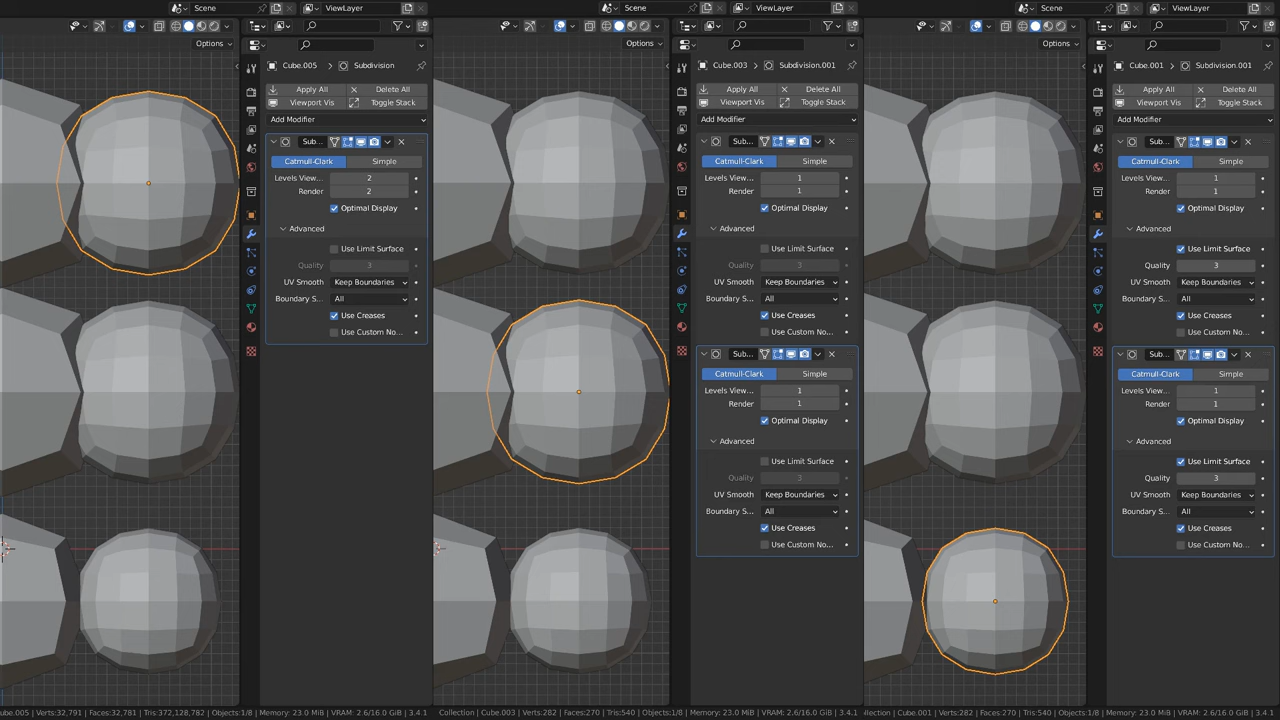 Scene
ViewLayer
Options
Cube.005 > Subdivision
Apply All
Delete All
Viewport Vis
Toggle Stack
Add Modifier
Sub...
Catmull-Clark
Simple
Levels View...
2
Render
2
Optimal Display
Advanced
Use Limit Surface
Quality
3
UV Smooth
Keep Boundaries
Boundary S...
All
Use Creases
Use Custom No...
Cube.005 | Verts:32,791 | Faces:32,781 | Tris:372,128,782 | Objects:1/8 | Memory: 23.0 MiB | VRAM: 2.6/16.0 GiB | 3.4.1
Scene
ViewLayer
Options
Cube.003 > Subdivision.001
Apply All
Delete All
Viewport Vis
Toggle Stack
Add Modifier
Sub...
Catmull-Clark
Simple
Levels View...
1
Render
1
Optimal Display
Advanced
Use Limit Surface
Quality
3
UV Smooth
Keep Boundaries
Boundary S...
All
Use Creases
Use Custom No...
Sub...
Catmull-Clark
Simple
Levels View...
1
Render
1
Optimal Display
Advanced
Use Limit Surface
Quality
3
UV Smooth
Keep Boundaries
Boundary S...
All
Use Creases
Use Custom No...
Collection | Cube.003 | Verts:282 | Faces:270 | Tris:540 | Objects:1/8 | Memory: 23.0 MiB | VRAM: 2.6/16.0 GiB | 3.4.1
Scene
ViewLayer
Options
Cube.001 > Subdivision.001
Apply All
Delete All
Viewport Vis
Toggle Stack
Add Modifier
Sub...
Catmull-Clark
Simple
Levels View...
1
Render
1
Optimal Display
Advanced
Use Limit Surface
Quality
3
UV Smooth
Keep Boundaries
Boundary S...
All
Use Creases
Use Custom No...
Sub...
Catmull-Clark
Simple
Levels View...
1
Render
1
Optimal Display
Advanced
Use Limit Surface
Quality
3
UV Smooth
Keep Boundaries
Boundary S...
All
Use Creases
Use Custom No...
llection | Cube.001 | Verts:282 | Faces:270 | Tris:540 | Objects:1/8 | Memory: 23.0 MiB | VRAM: 2.6/16.0 GiB | 3.4.1